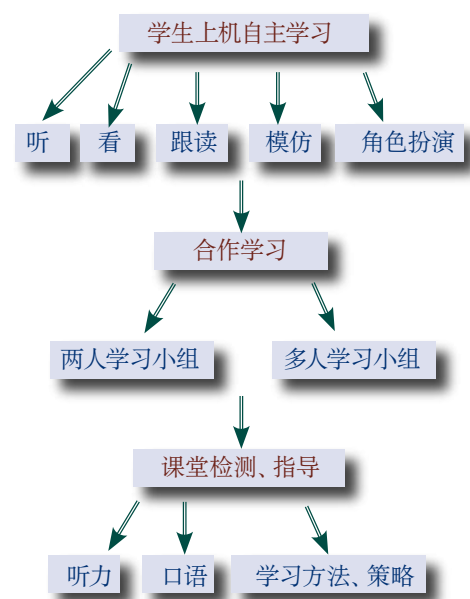 学生上机自主学习
听 看 跟读 模仿 角色扮演
合作学习
两人学习小组 多人学习小组
课堂检测、指导
听力 口语 学习方法、策略